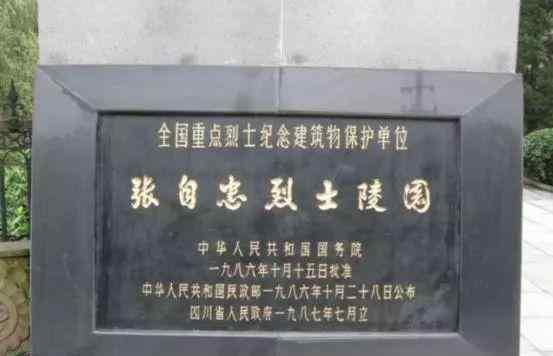 全国重点烈士纪念建筑物保护单位
张自忠烈士陵园
中华人民共和国国务院
一九八六年十月十五日批准
中华人民共和国民政部一九八六年十月二十八日公布
四川省人民政府一九八七年七月立